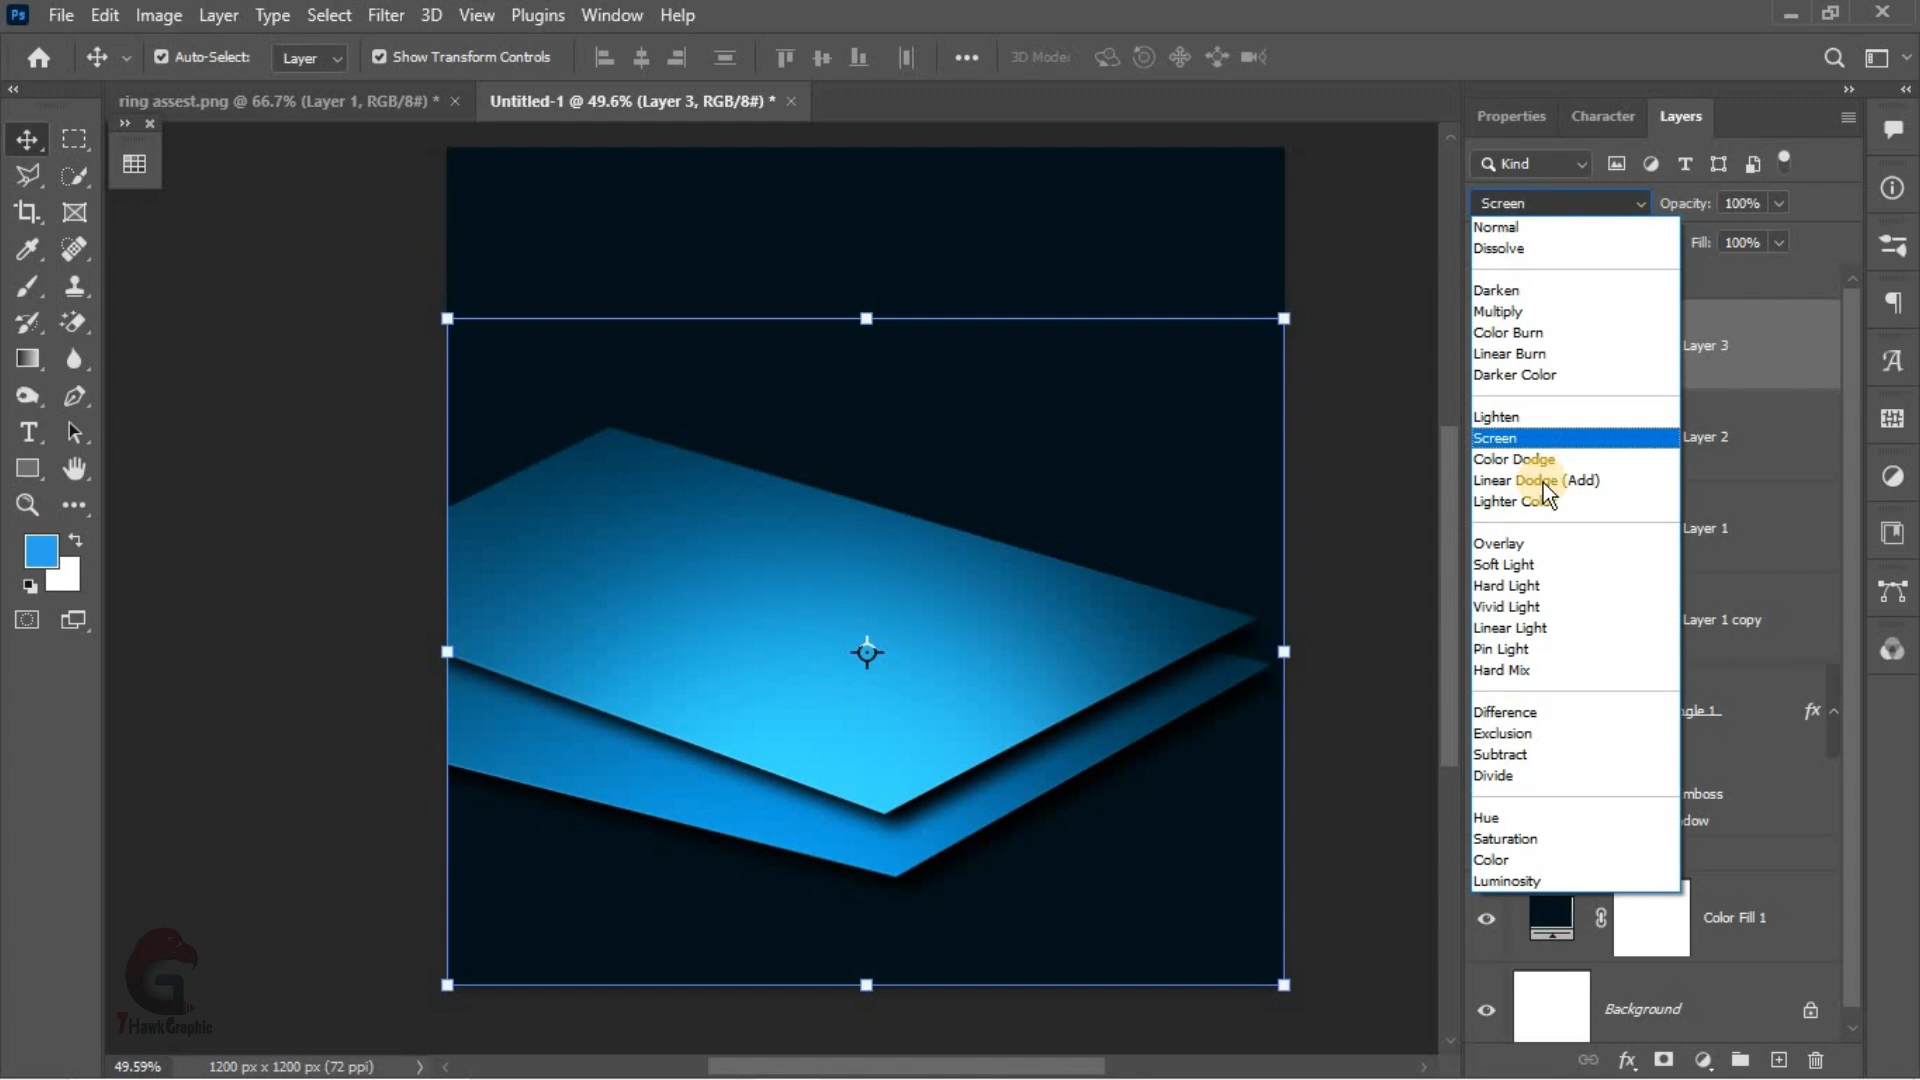 Ps File Edit Image Layer Type Select Filter 3D View Plugins Window Help
Auto-Select: Layer Show Transform Controls 3D Mode:
ring assest.png @ 66.7% (Layer 1, RGB/8#) * Untitled-1 @ 49.6% (Layer 3, RGB/8#) *
Properties Character Layers
Kind
Screen Opacity: 100%
Fill: 100%
Normal
Dissolve
Darken
Multiply
Color Burn
Linear Burn
Darker Color
Lighten
Screen
Color Dodge
Linear Dodge (Add)
Lighter
Overlay
Soft Light
Hard Light
Vivid Light
Linear Light
Pin Light
Hard Mix
Difference
Exclusion
Subtract
Divide
Hue
Saturation
Color
Luminosity
Layer 3
Layer 2
Layer 1
Layer 1 copy
ngle 1 fx
mboss
dow
Color Fill 1
Background
7HawkGraphic
49.59% 1200 px x 1200 px (72 ppi)
fx